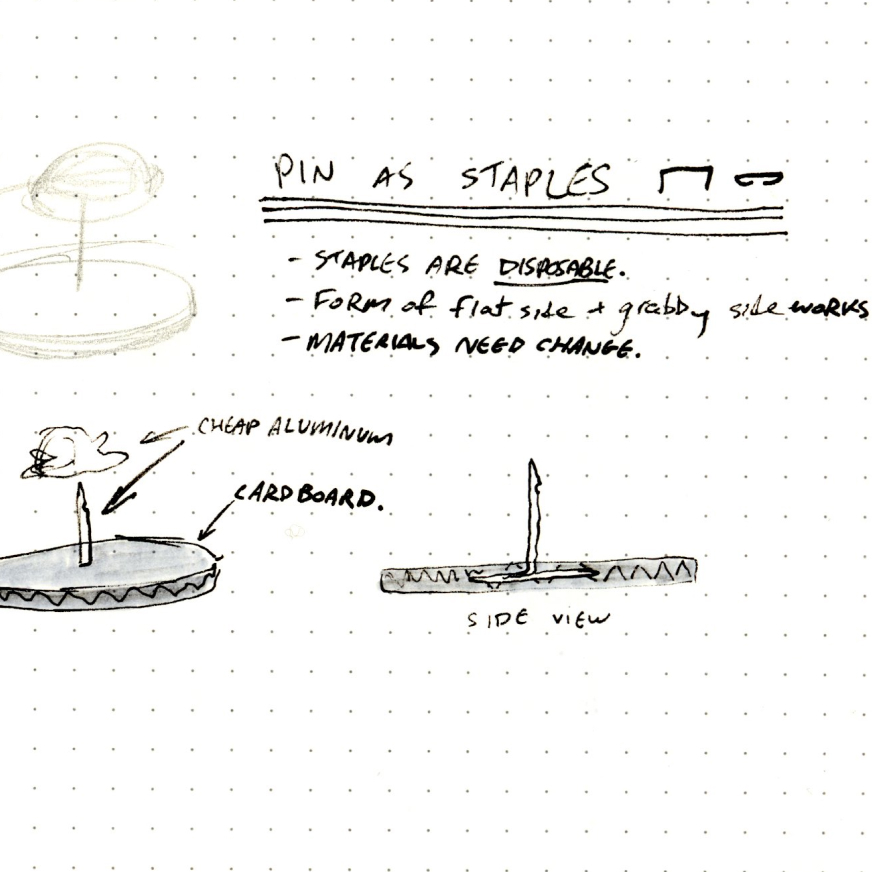 PIN AS STAPLES
- STAPLES ARE DISPOSABLE.
- FORM of flat side + grabby side works
- MATERIALS NEED CHANGE.
CHEAP ALUMINUM
CARDBOARD.
SIDE VIEW